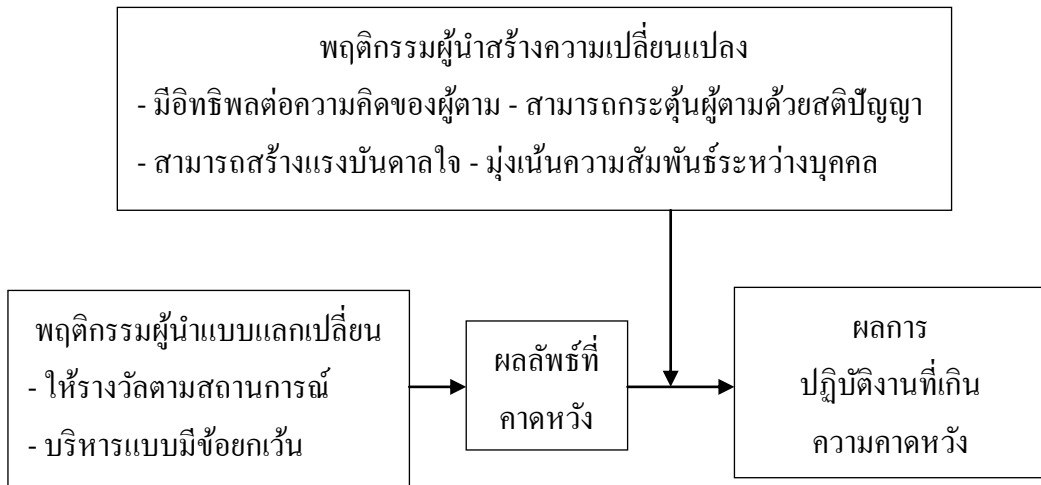 พฤติกรรมผู้นำสร้างความเปลี่ยนแปลง
- มีอิทธิพลต่อความคิดของผู้ตาม - สามารถกระตุ้นผู้ตามด้วยสติปัญญา
- สามารถสร้างแรงบันดาลใจ - มุ่งเน้นความสัมพันธ์ระหว่างบุคคล
พฤติกรรมผู้นำแบบแลกเปลี่ยน
- ให้รางวัลตามสถานการณ์
- บริหารแบบมีข้อยกเว้น
ผลลัพธ์ที่
คาดหวัง
ผลการ
ปฏิบัติงานที่เกิน
ความคาดหวัง